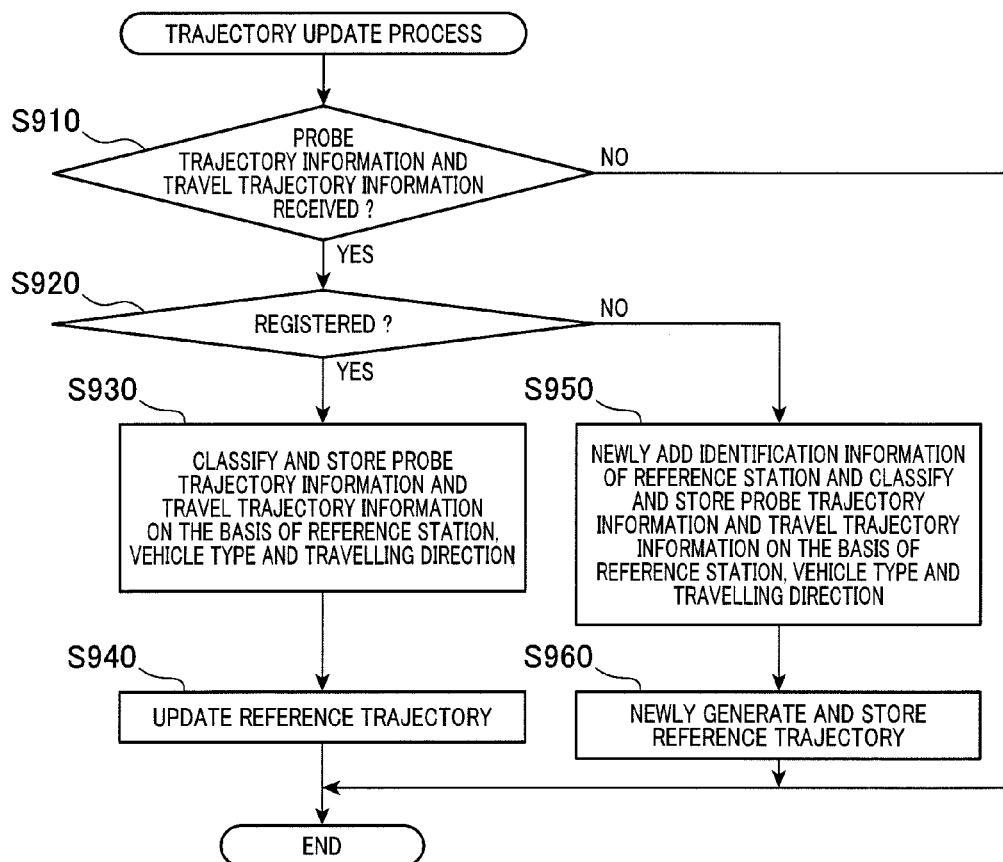 TRAJECTORY UPDATE PROCESS
S910
PROBE
TRAJECTORY INFORMATION AND
TRAVEL TRAJECTORY INFORMATION
RECEIVED ?
NO
YES
S920
REGISTERED ?
NO
YES
S930
CLASSIFY AND STORE PROBE
TRAJECTORY INFORMATION AND
TRAVEL TRAJECTORY INFORMATION
ON THE BASIS OF REFERENCE STATION,
VEHICLE TYPE AND TRAVELLING DIRECTION
S950
NEWLY ADD IDENTIFICATION INFORMATION
OF REFERENCE STATION AND CLASSIFY
AND STORE PROBE TRAJECTORY
INFORMATION AND TRAVEL TRAJECTORY
INFORMATION ON THE BASIS OF
REFERENCE STATION, VEHICLE TYPE AND
TRAVELLING DIRECTION
S940
UPDATE REFERENCE TRAJECTORY
S960
NEWLY GENERATE AND STORE
REFERENCE TRAJECTORY
END